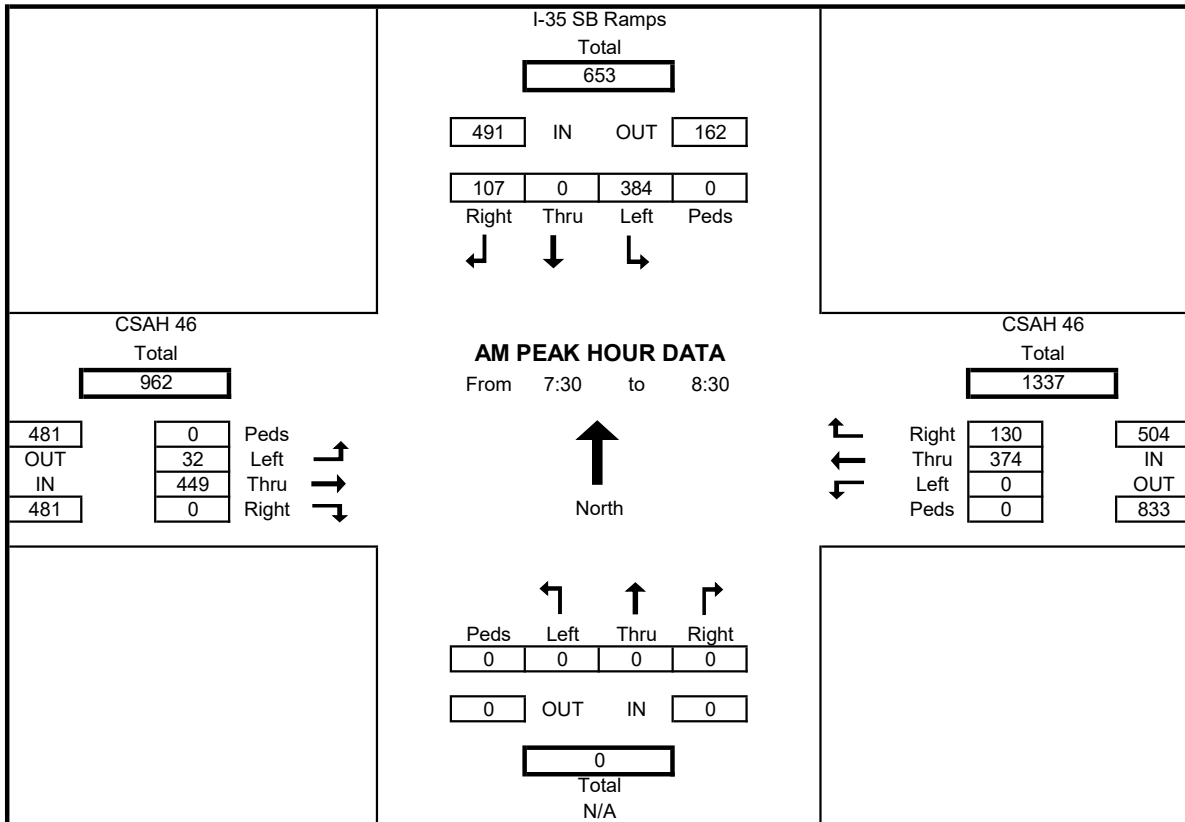 I-35 SB Ramps
Total
653
491 IN OUT 162
107 0 384 0
Right Thru Left Peds
CSAH 46
Total
962
481 0 Peds
OUT 32 Left
IN 449 Thru
481 0 Right
AM PEAK HOUR DATA
From 7:30 to 8:30
North
CSAH 46
Total
1337
Right 130 504
Thru 374 IN
Left 0 OUT
Peds 0 833
Peds Left Thru Right
0 0 0 0
0 OUT IN 0
0
Total
N/A